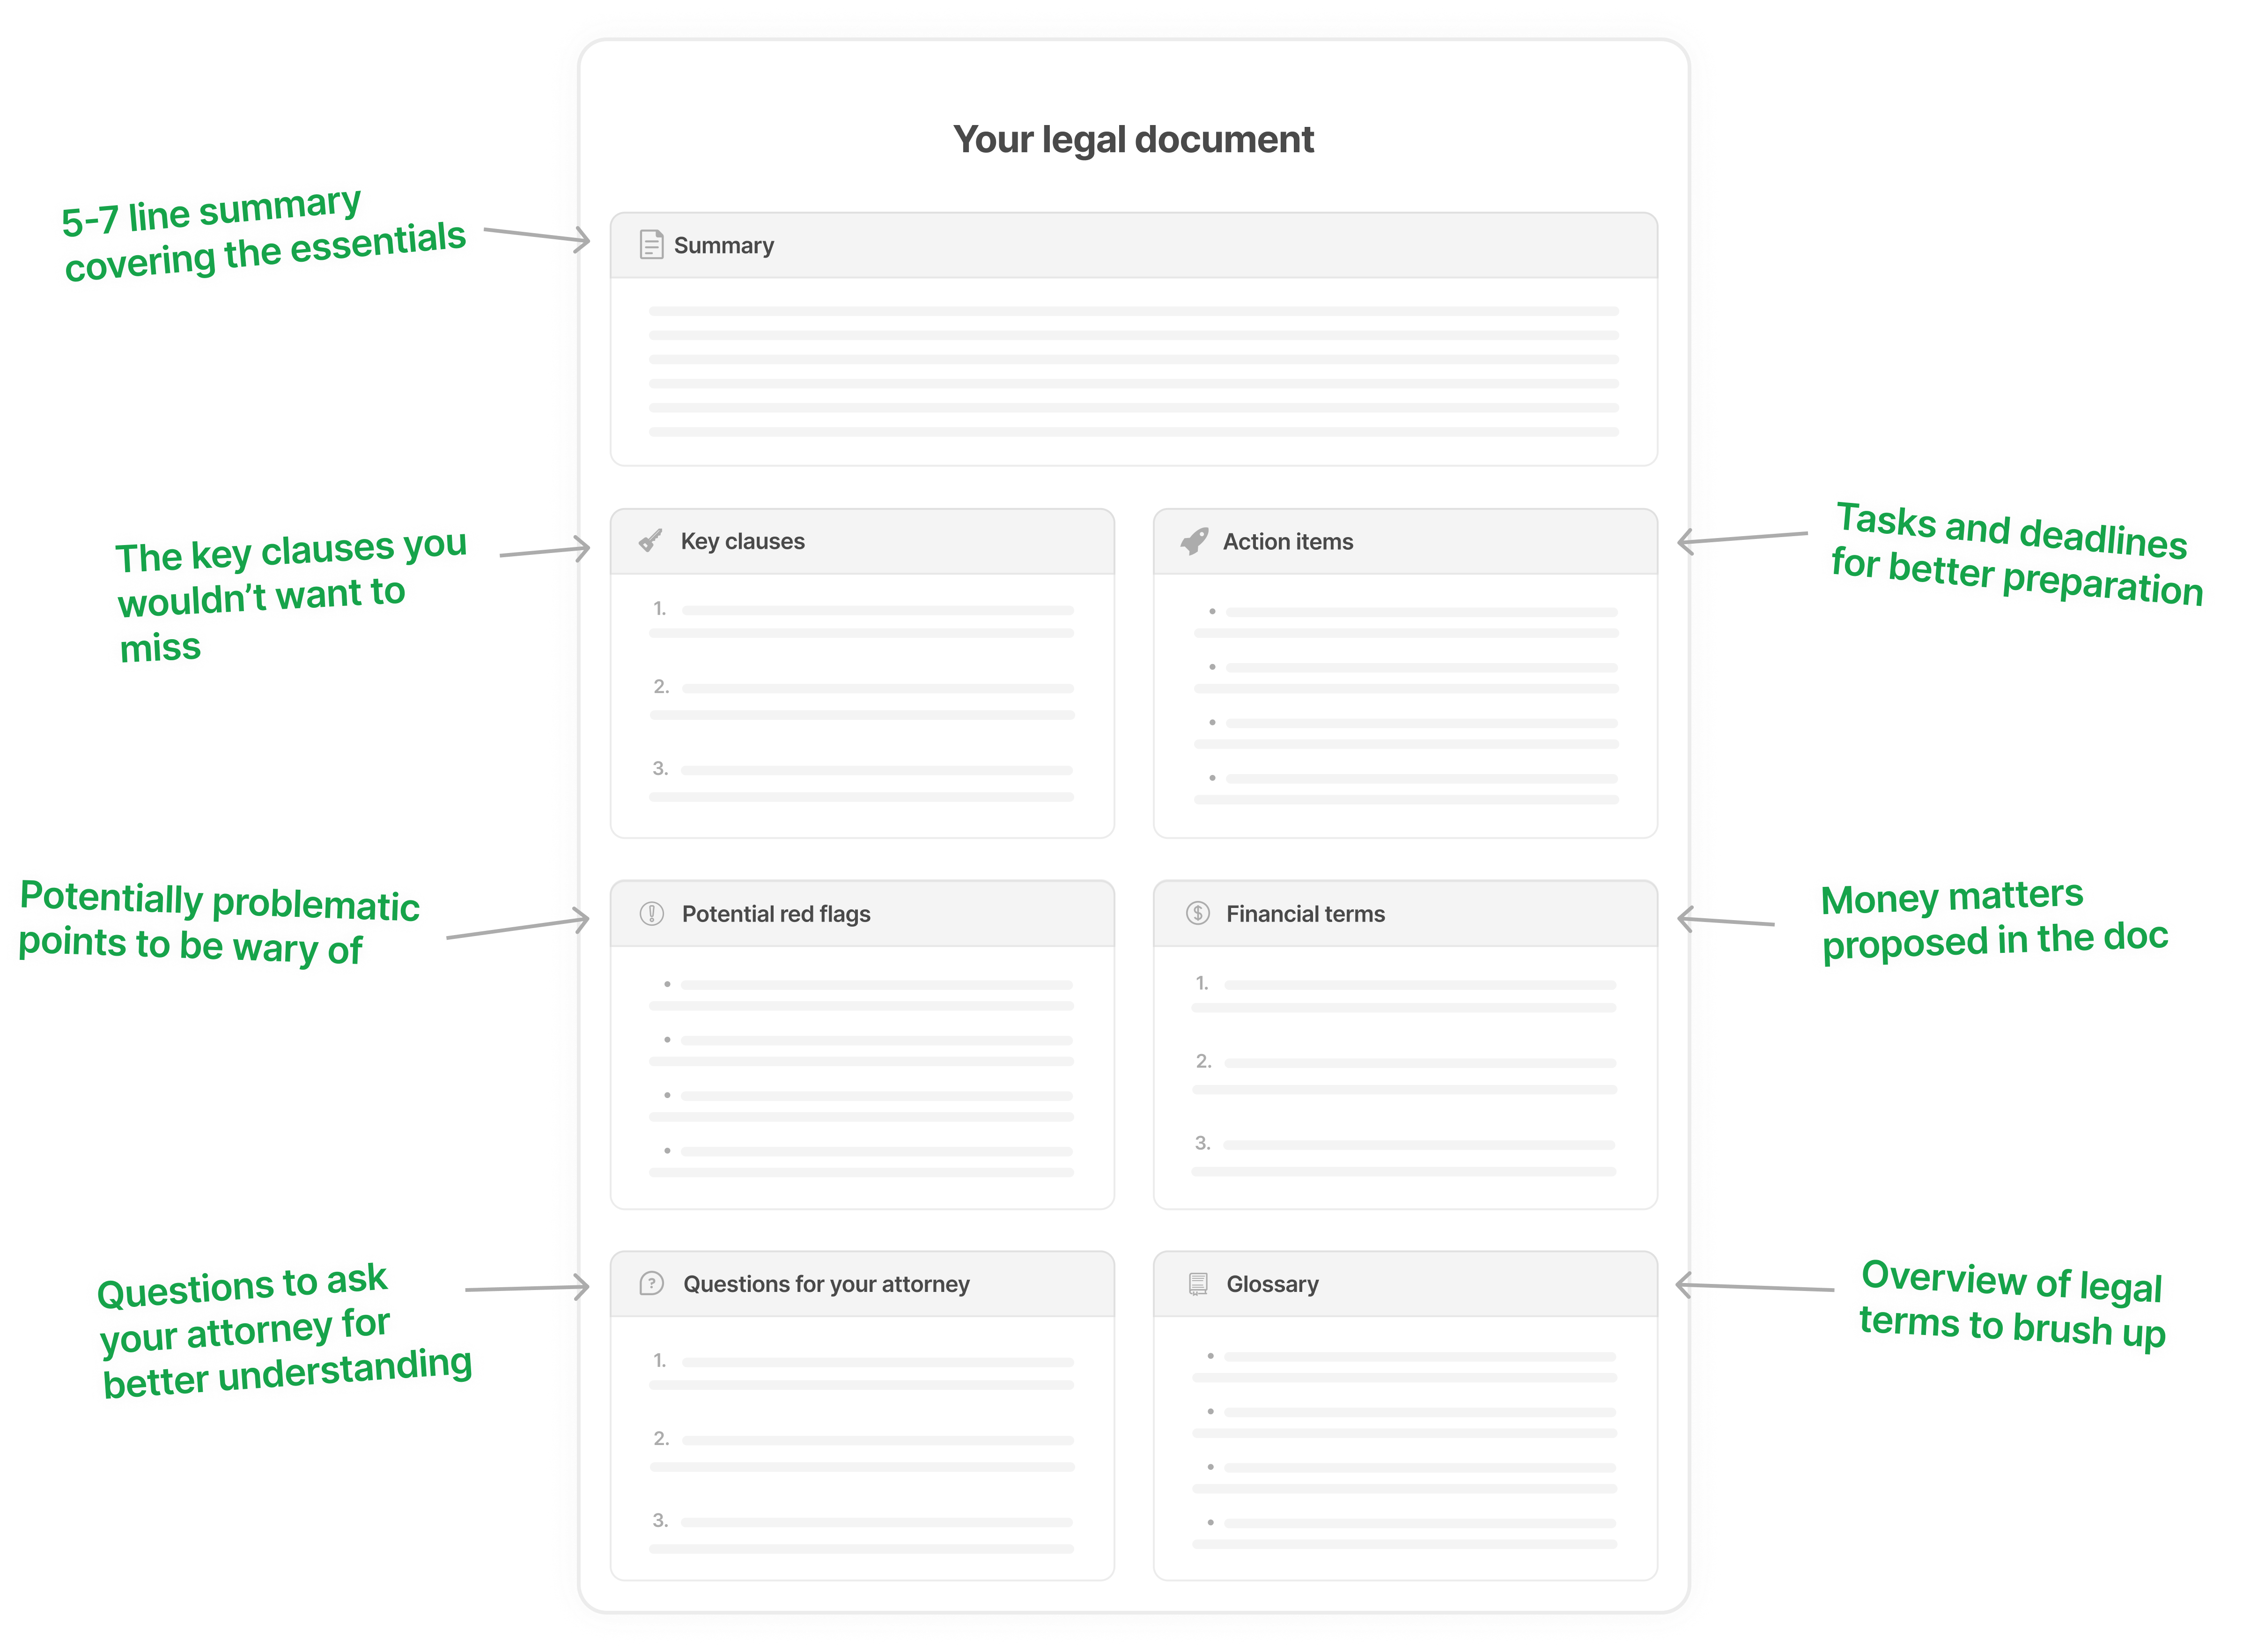 Your legal document
5-7 line summary
covering the essentials
Summary
The key clauses you
wouldn’t want to
miss
Key clauses
1.
2.
3.
Action items
•
•
•
•
Tasks and deadlines
for better preparation
Potentially problematic
points to be wary of
Potential red flags
•
•
•
•
Financial terms
1.
2.
3.
Money matters
proposed in the doc
Questions to ask
your attorney for
better understanding
Questions for your attorney
1.
2.
3.
Glossary
•
•
•
•
Overview of legal
terms to brush up